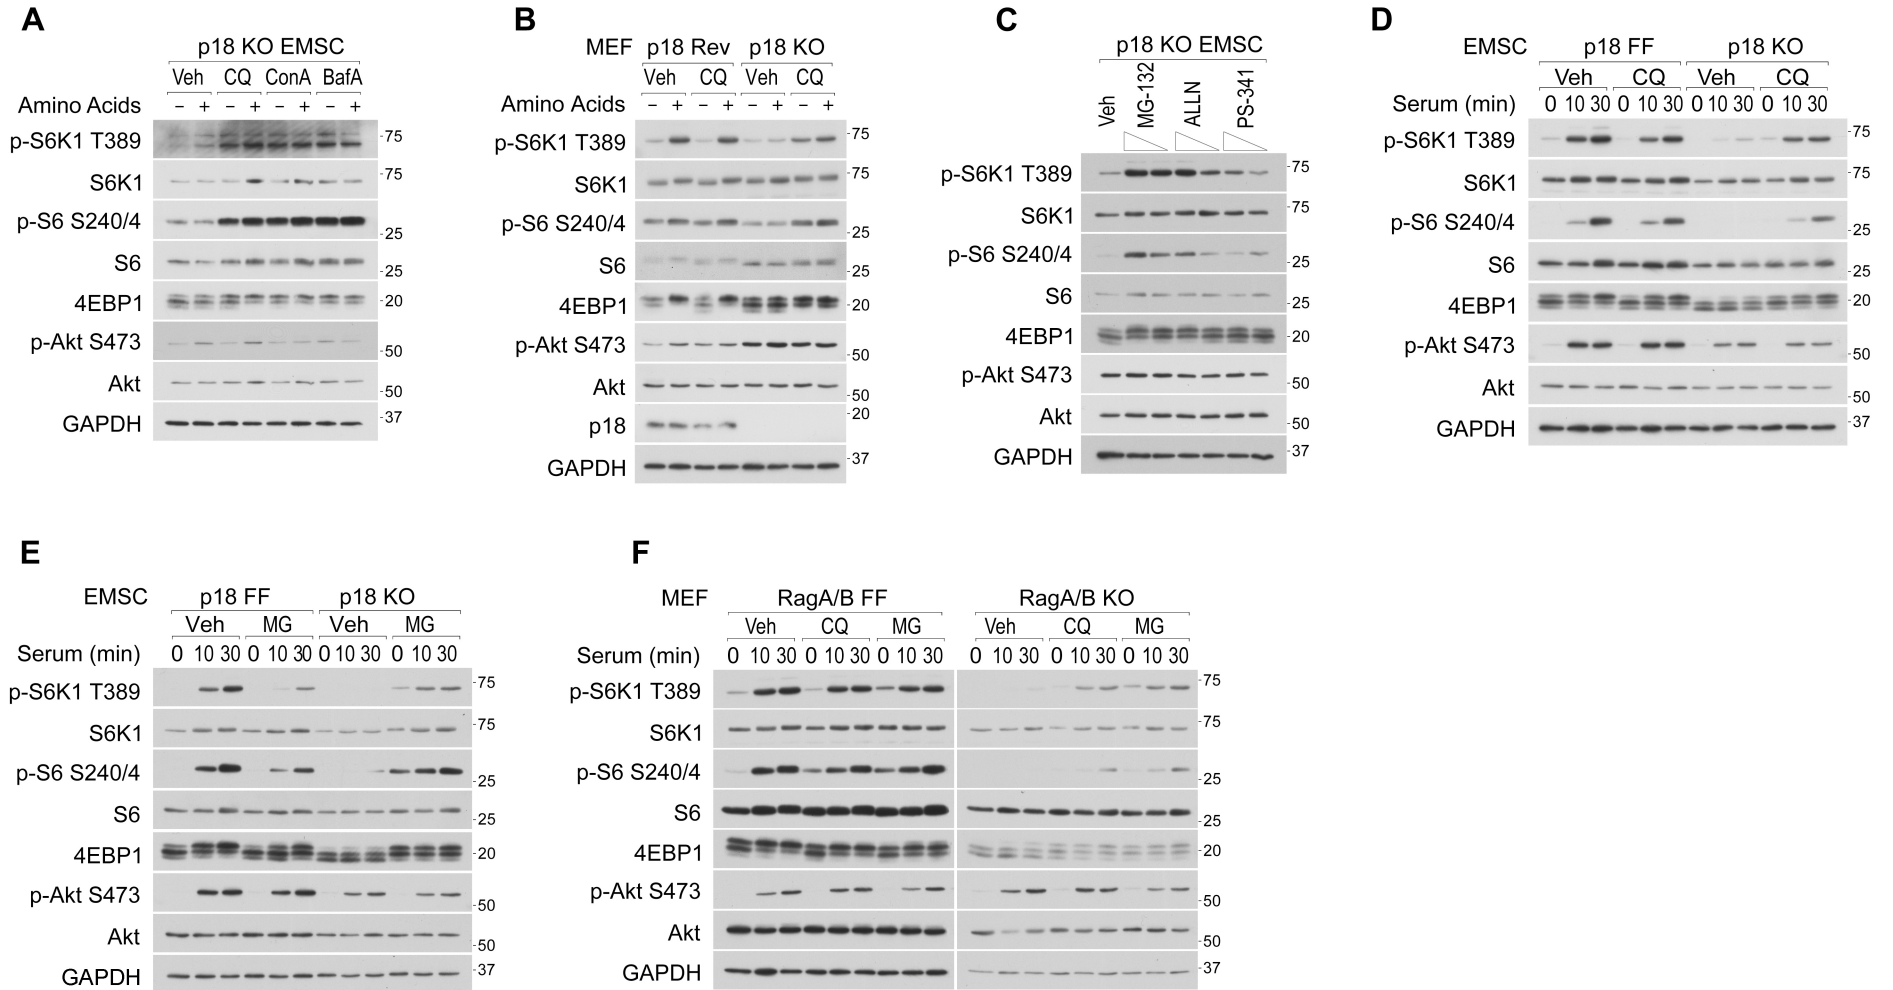 A
p18 KO EMSC
Veh CQ ConA BafA
Amino Acids − + − + − + − +
p-S6K1 T389 -75
S6K1 -75
p-S6 S240/4 -25
S6 -25
4EBP1 -20
p-Akt S473 -50
Akt -50
GAPDH -37
B
MEF p18 Rev p18 KO
Veh CQ Veh CQ
Amino Acids − + − + − + − +
p-S6K1 T389 -75
S6K1 -75
p-S6 S240/4 -25
S6 -25
4EBP1 -20
p-Akt S473 -50
Akt -50
p18 -20
GAPDH -37
C
p18 KO EMSC
Veh MG-132 ALLN PS-341
p-S6K1 T389 -75
S6K1 -75
p-S6 S240/4 -25
S6 -25
4EBP1 -20
p-Akt S473 -50
Akt -50
GAPDH -37
D
EMSC p18 FF p18 KO
Veh CQ Veh CQ
Serum (min) 0 10 30 0 10 30 0 10 30 0 10 30
p-S6K1 T389 -75
S6K1 -75
p-S6 S240/4 -25
S6 -25
4EBP1 -20
p-Akt S473 -50
Akt -50
GAPDH -37
E
EMSC p18 FF p18 KO
Veh MG Veh MG
Serum (min) 0 10 30 0 10 30 0 10 30 0 10 30
p-S6K1 T389 -75
S6K1 -75
p-S6 S240/4 -25
S6 -25
4EBP1 -20
p-Akt S473 -50
Akt -50
GAPDH -37
F
MEF RagA/B FF RagA/B KO
Veh CQ MG Veh CQ MG
Serum (min) 0 10 30 0 10 30 0 10 30 0 10 30 0 10 30 0 10 30
p-S6K1 T389 -75
S6K1 -75
p-S6 S240/4 -25
S6 -25
4EBP1 -20
p-Akt S473 -50
Akt -50
GAPDH -37